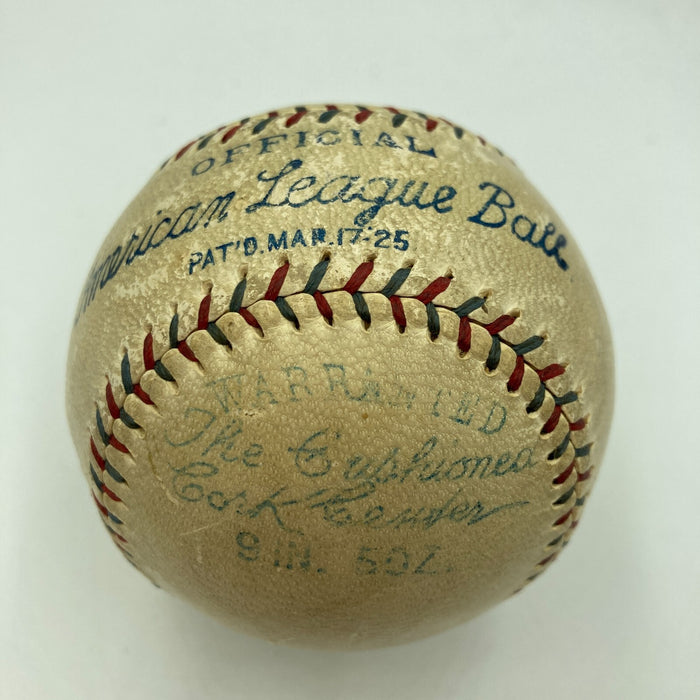 OFFICIAL
American League Ball
PAT'D. MAR. 17-25
WARRANTED
The Cushioned
Cork Center
9 IN. 5 OZ.